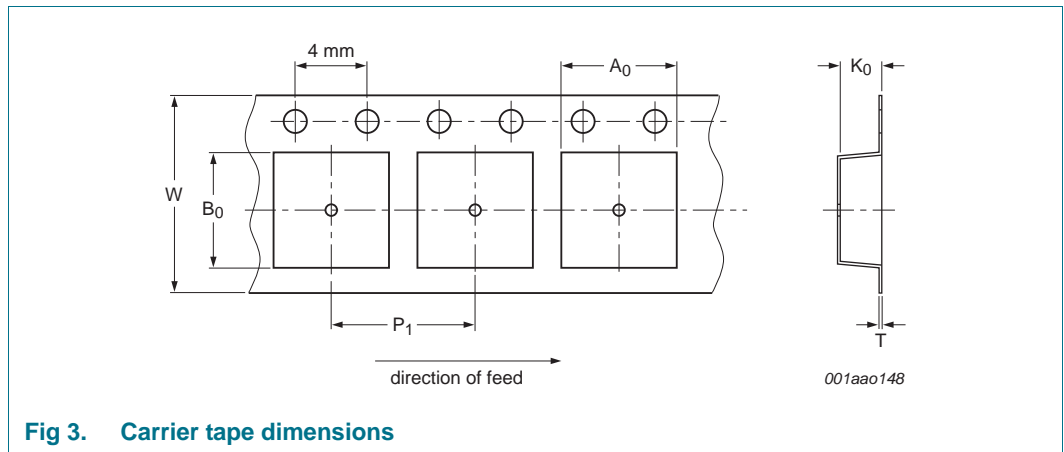 4 mm
A0
K0
W
B0
P1
T
direction of feed
001aao148
Fig 3. Carrier tape dimensions